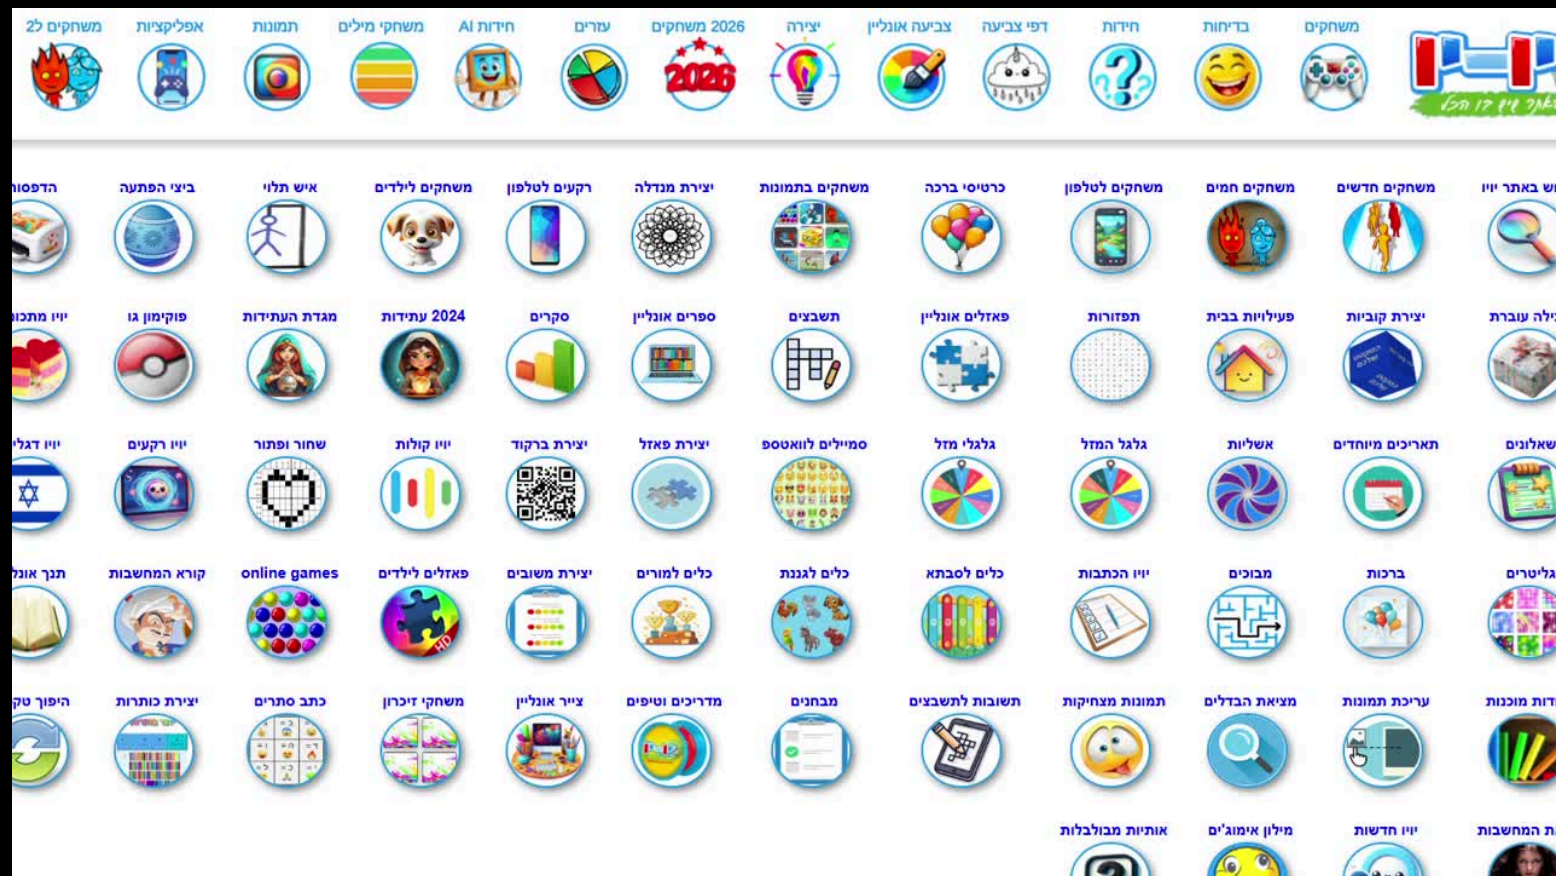 משחקים
בדיחות
חידות
דפי צביעה
צביעה אונליין
יצירה
2026 משחקים
עזרים
חידות AI
משחקי מילים
תמונות
אפליקציות
משחקים ל2
2026
משחקים חדשים
משחקים חמים
משחקים לטלפון
כרטיסי ברכה
משחקים בתמונות
יצירת מנדלה
רקעים לטלפון
משחקים לילדים
איש תלוי
ביצי הפתעה
יצירת קוביות
פעילויות בבית
תפזורות
פאזלים אונליין
תשבצים
ספרים אונליין
סקרים
2024 עתידות
מגדת העתידות
פוקימון גו
שאלונים
תאריכים מיוחדים
אשליות
גלגל המזל
גלגלי מזל
סמיילים לוואטספ
יצירת פאזל
יצירת ברקוד
יויו קולות
שחור ופתור
יויו רקעים
יויו דגלי
גליטרים
ברכות
מבוכים
יויו הכתבות
כלים לסבתא
כלים לגננת
כלים למורים
יצירת משובים
פאזלים לילדים
online games
קורא המחשבות
HD
עריכת תמונות
מציאת הבדלים
תמונות מצחיקות
תשובות לתשבצים
מבחנים
מדריכים וטיפים
צייר אונליין
משחקי זיכרון
כתב סתרים
יצירת כותרות
יויו חדשות
מילון אימוג'ים
אותיות מבולבלות